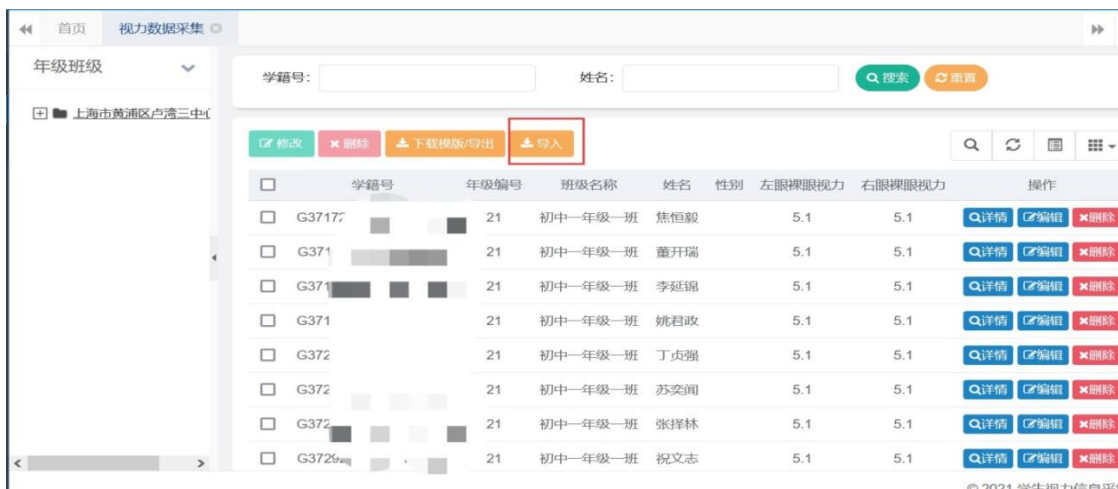 首页 视力数据采集
年级班级
上海市黄浦区卢湾三中心
学籍号: 姓名: 搜索 重置
修改 删除 下载模版/导出 导入
学籍号 年级编号 班级名称 姓名 性别 左眼裸眼视力 右眼裸眼视力 操作
G3717 21 初中一年级一班 焦恒毅 5.1 5.1 详情 编辑 删除
G371 21 初中一年级一班 董开瑞 5.1 5.1 详情 编辑 删除
G371 21 初中一年级一班 李延锦 5.1 5.1 详情 编辑 删除
G371 21 初中一年级一班 姚君政 5.1 5.1 详情 编辑 删除
G372 21 初中一年级一班 丁贞强 5.1 5.1 详情 编辑 删除
G372 21 初中一年级一班 苏奕闻 5.1 5.1 详情 编辑 删除
G372 21 初中一年级一班 张择林 5.1 5.1 详情 编辑 删除
G3729 21 初中一年级一班 祝文志 5.1 5.1 详情 编辑 删除
© 2021 学生视力信息采